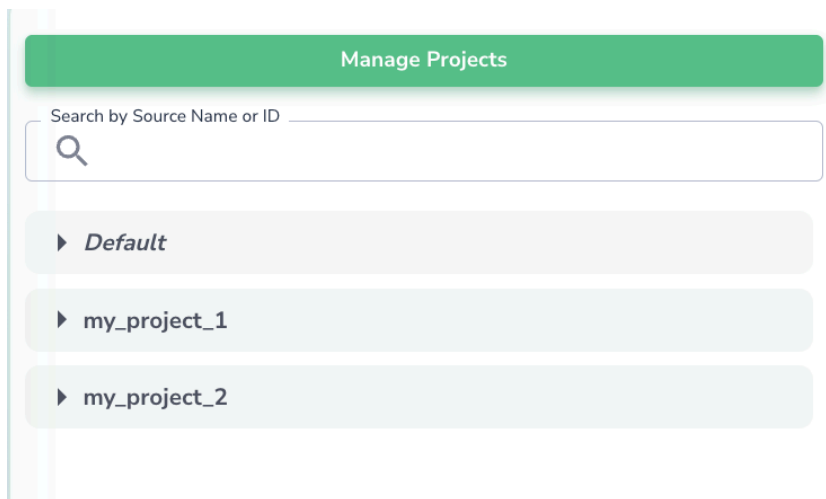 Manage Projects
Search by Source Name or ID
Default
my_project_1
my_project_2